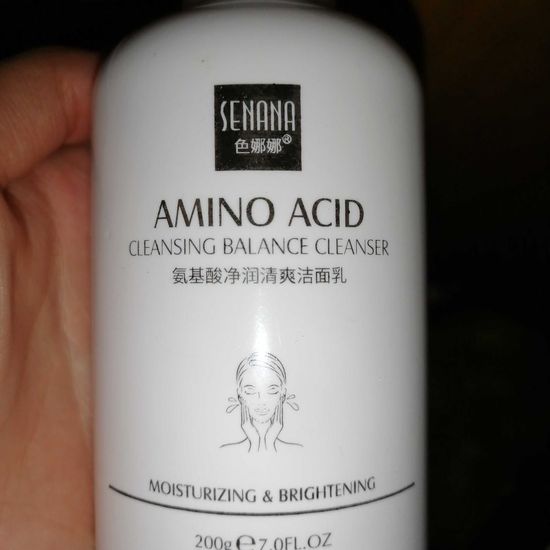 SENANA
色娜娜®
AMINO ACID
CLEANSING BALANCE CLEANSER
氨基酸净润清爽洁面乳
MOISTURIZING & BRIGHTENING
200g℮7.0FL.OZ